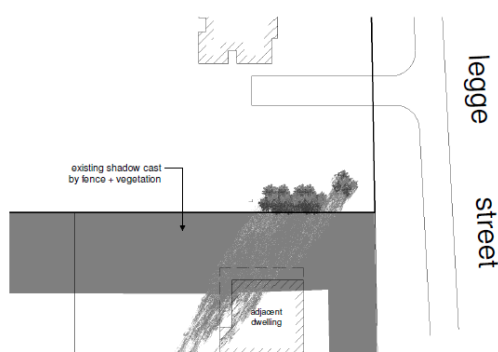 legge
street
existing shadow cast
by fence + vegetation
adjacent
dwelling